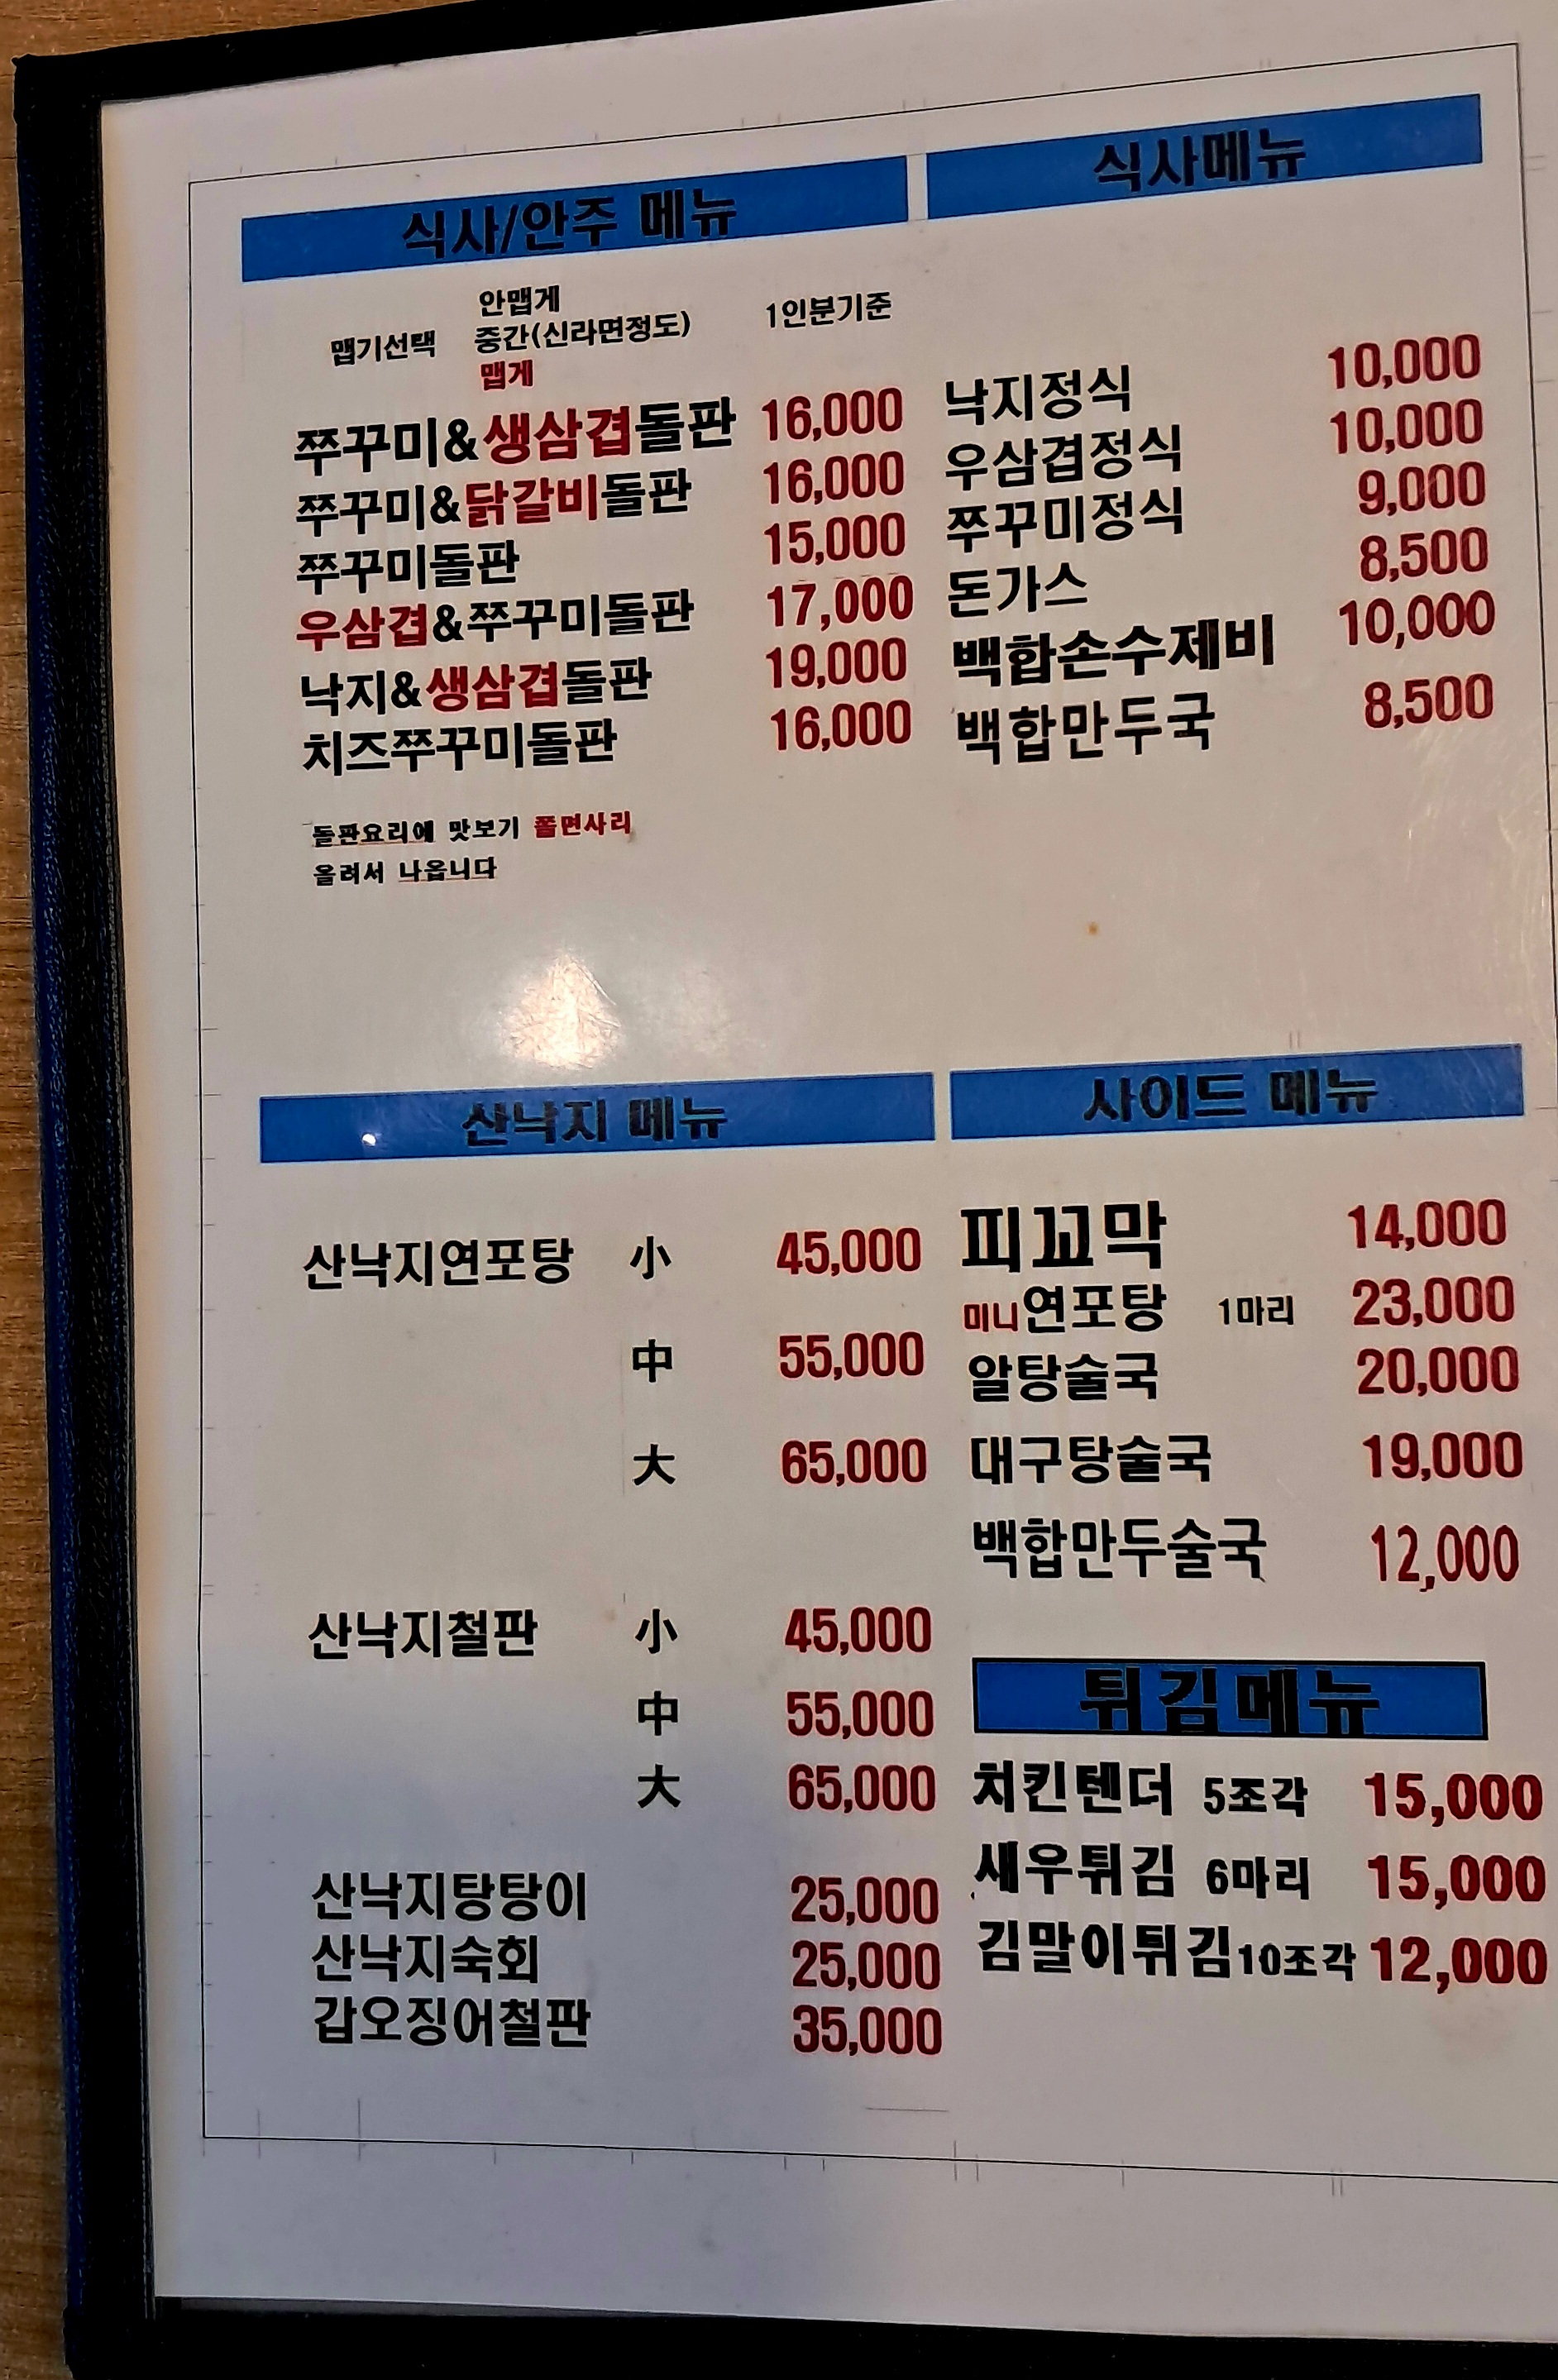 식사/안주 메뉴
맵기선택
안맵게
중간(신라면정도)
맵게
1인분기준
쭈꾸미&생삼겹돌판 16,000
쭈꾸미&닭갈비돌판 16,000
쭈꾸미돌판 15,000
우삼겹&쭈꾸미돌판 17,000
낙지&생삼겹돌판 19,000
치즈쭈꾸미돌판 16,000
돌판요리에 맛보기 쫄면사리
올려서 나옵니다
식사메뉴
낙지정식 10,000
우삼겹정식 10,000
쭈꾸미정식 9,000
돈가스 8,500
백합손수제비 10,000
백합만두국 8,500
산낙지 메뉴
산낙지연포탕 小 45,000
中 55,000
大 65,000
산낙지철판 小 45,000
中 55,000
大 65,000
산낙지탕탕이 25,000
산낙지숙회 25,000
갑오징어철판 35,000
사이드 메뉴
피꼬막 14,000
미니연포탕 1마리 23,000
알탕술국 20,000
대구탕술국 19,000
백합만두술국 12,000
튀김메뉴
치킨텐더 5조각 15,000
새우튀김 6마리 15,000
김말이튀김10조각 12,000